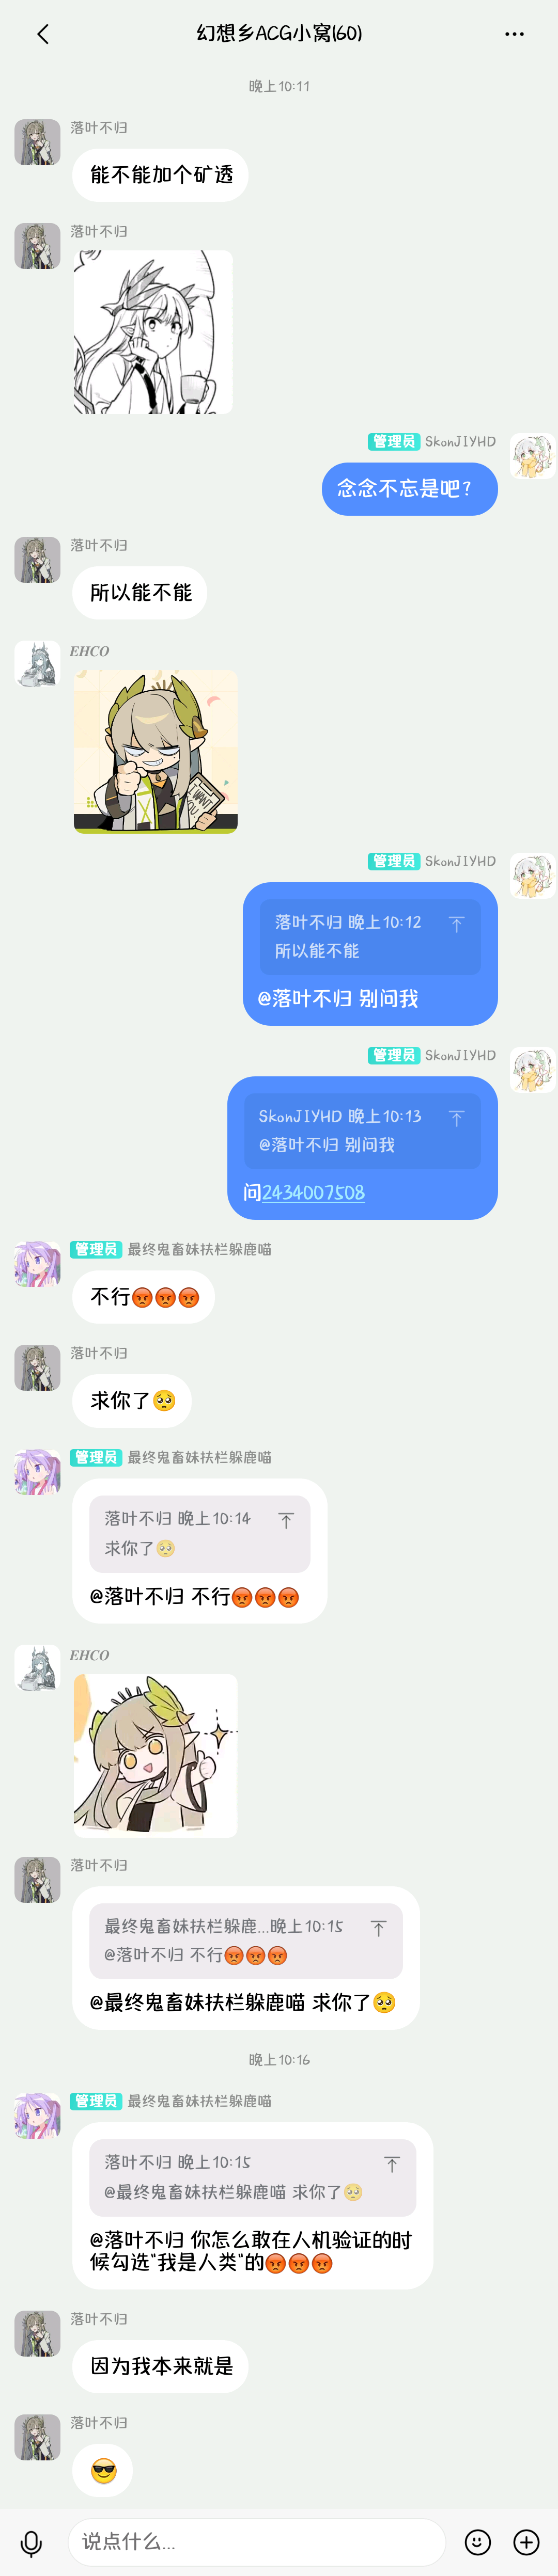 幻想乡ACG小窝(60)
晚上10:11
落叶不归
能不能加个矿透
落叶不归
管理员 SkonJIYHD
念念不忘是吧?
落叶不归
所以能不能
EHCO
WANT
YOU
管理员 SkonJIYHD
落叶不归 晚上10:12
所以能不能
@落叶不归 别问我
管理员 SkonJIYHD
SkonJIYHD 晚上10:13
@落叶不归 别问我
问2434007508
管理员 最终鬼畜妹扶栏躲鹿喵
不行😡😡😡
落叶不归
求你了🥺
管理员 最终鬼畜妹扶栏躲鹿喵
落叶不归 晚上10:14
求你了🥺
@落叶不归 不行😡😡😡
EHCO
落叶不归
最终鬼畜妹扶栏躲鹿...晚上10:15
@落叶不归 不行😡😡😡
@最终鬼畜妹扶栏躲鹿喵 求你了🥺
晚上10:16
管理员 最终鬼畜妹扶栏躲鹿喵
落叶不归 晚上10:15
@最终鬼畜妹扶栏躲鹿喵 求你了🥺
@落叶不归 你怎么敢在人机验证的时
候勾选"我是人类"的😡😡😡
落叶不归
因为我本来就是
落叶不归
😎
说点什么...